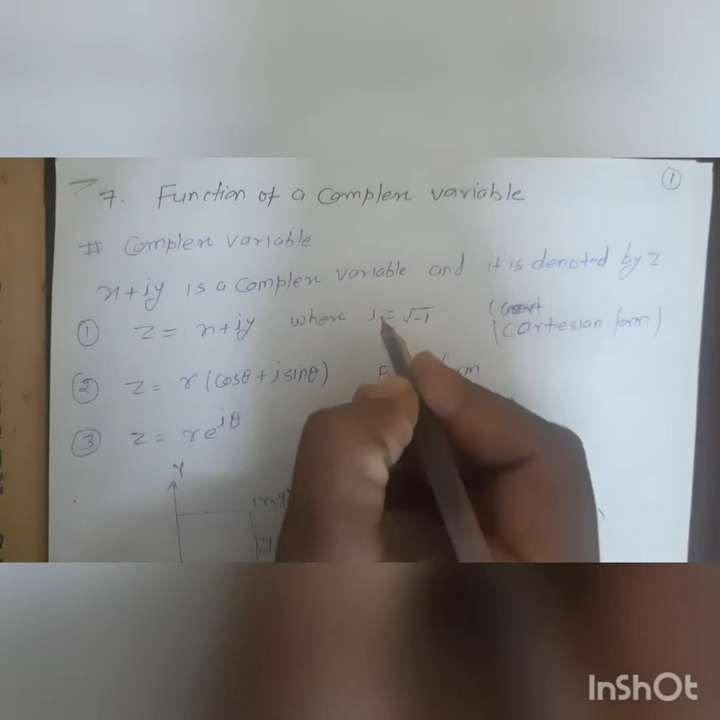 ①
7. Function of a Complex variable
# Complex variable
x+iy is a Complex variable and it is denoted by z
① z = x+iy where i = √-1 (Cartesian form)
② z = r (cosθ + i sinθ)
③ z = re^iθ
Y
InShOt